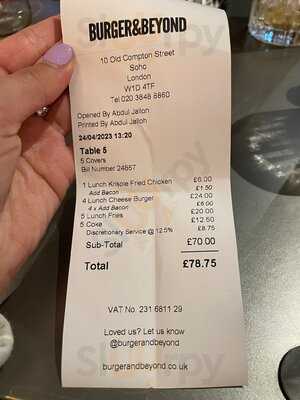 BURGER&BEYOND
10 Old Compton Street
Soho
London
W1D 4TF
Tel 020 3848 8860
Opened By Abdul Jalloh
Printed By Abdul Jalloh
24/04/2023 13:20
Table 5
5 Covers
Bill Number 24667
1 Lunch Krispie Fried Chicken £6.00
Add Bacon £1.50
4 Lunch Cheese Burger £24.00
4 x Add Bacon £6.00
5 Lunch Fries £20.00
5 Coke £12.50
Discretionary Service @ 12.5% £8.75
Sub-Total £70.00
Total £78.75
VAT No. 231 6811 29
Loved us? Let us know
@burgerandbeyond
burgerandbeyond.co.uk